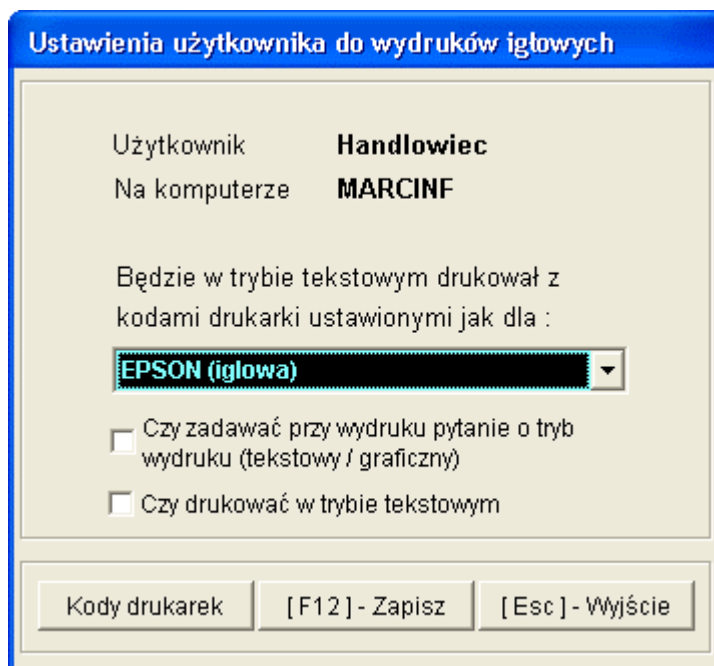 Ustawienia użytkownika do wydruków igłowych
Użytkownik Handlowiec
Na komputerze MARCINF
Będzie w trybie tekstowym drukował z
kodami drukarki ustawionymi jak dla :
EPSON (iglowa)
Czy zadawać przy wydruku pytanie o tryb
wydruku (tekstowy / graficzny)
Czy drukować w trybie tekstowym
Kody drukarek [ F12 ] - Zapisz [ Esc ] - Wyjście